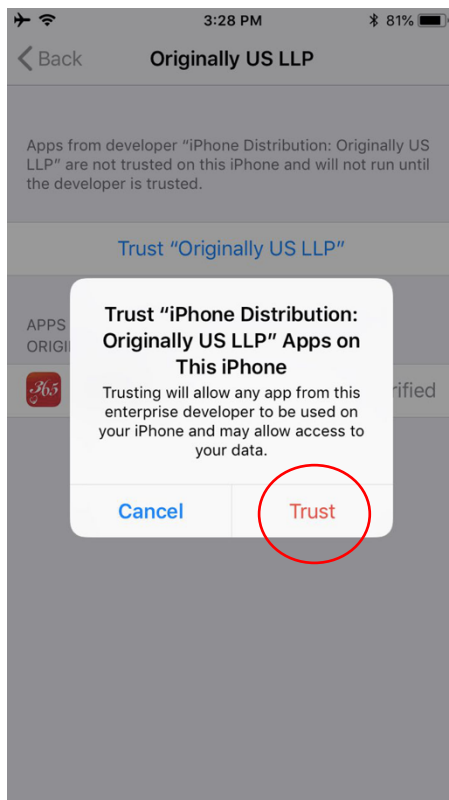 3:28 PM
81%
Back
Originally US LLP
Apps from developer “iPhone Distribution: Originally US
LLP” are not trusted on this iPhone and will not run until
the developer is trusted.
Trust “Originally US LLP”
Trust “iPhone Distribution:
Originally US LLP” Apps on
This iPhone
Trusting will allow any app from this
enterprise developer to be used on
your iPhone and may allow access to
your data.
APPS
ORIGI
365
rified
Cancel
Trust